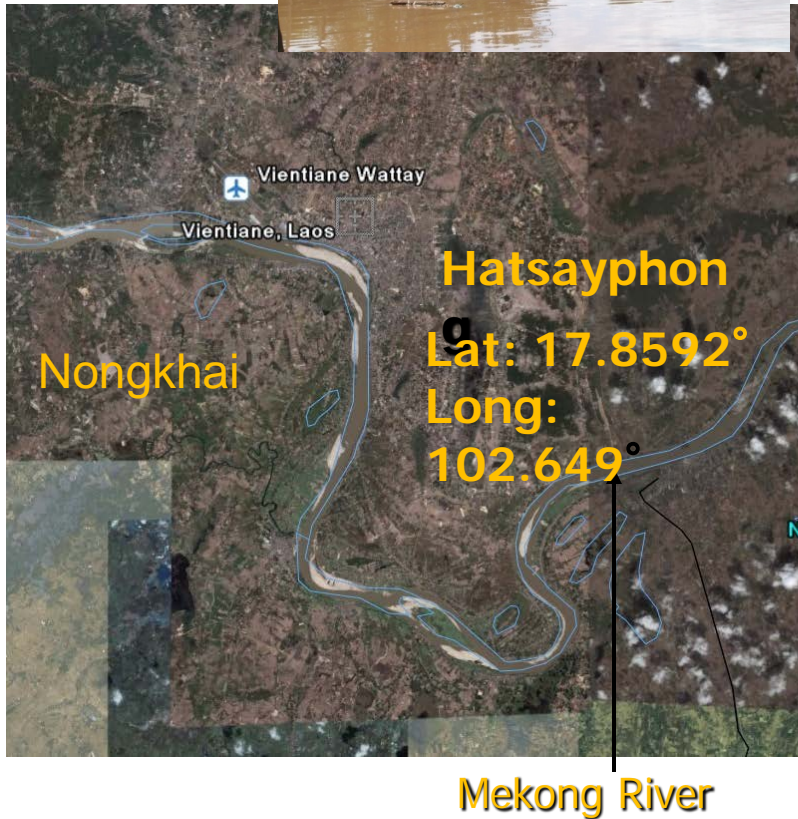 Vientiane Wattay
Vientiane, Laos
Hatsayphon
g
Lat: 17.8592°
Nongkhai
Long:
102.649°
N
Mekong River